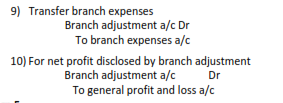 9) Transfer branch expenses
Branch adjustment a/c Dr
To branch expenses a/c
10) For net profit disclosed by branch adjustment
Branch adjustment a/c Dr
To general profit and loss a/c